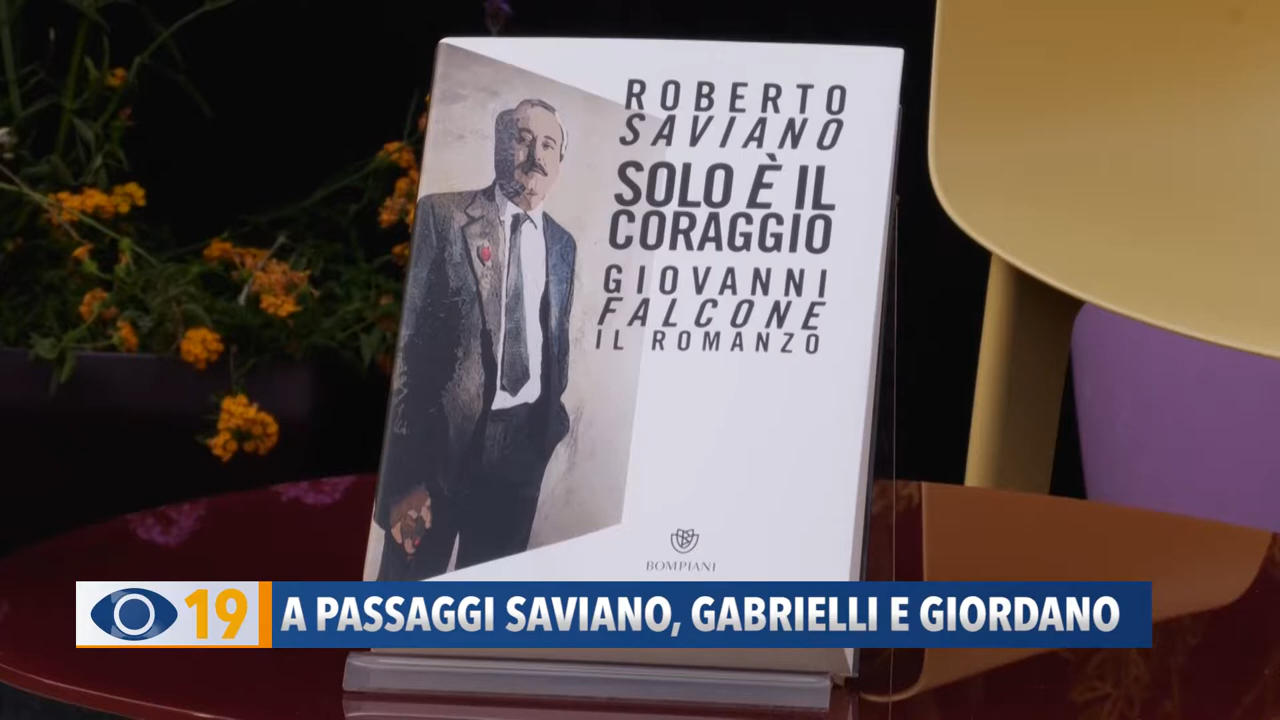 ROBERTO
SAVIANO
SOLO È IL
CORAGGIO
GIOVANNI
FALCONE
IL ROMANZO
BOMPIANI
19 A PASSAGGI SAVIANO, GABRIELLI E GIORDANO